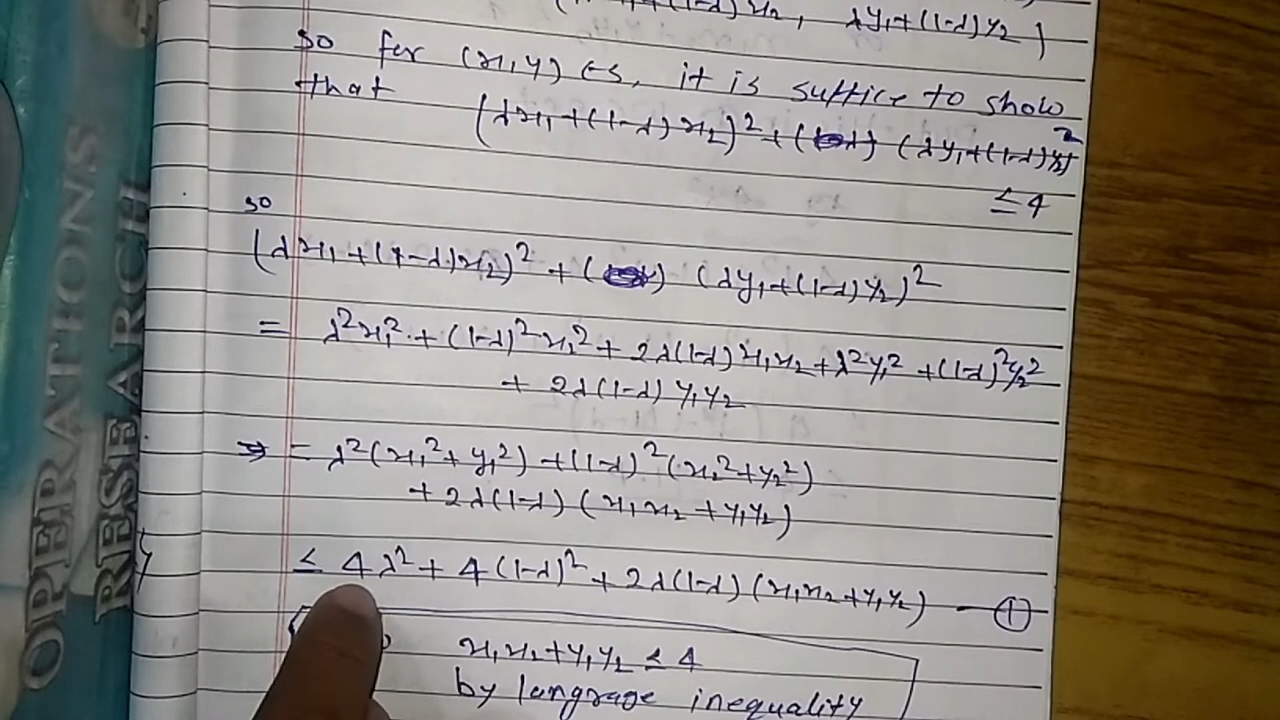 λy₁+(1-λ)y₂ )
so for (x,y) ∈ S, it is suffice to show
that (λx₁+(1-λ)x₂)²+( ) (λy₁+(1-λ)y₂)²
≤ 4
so
(λx₁+(1-λ)x₂)² + ( ) (λy₁+(1-λ)y₂)²
= λ²x₁² + (1-λ)²x₂² + 2λ(1-λ)x₁x₂ + λ²y₁² + (1-λ)²y₂²
+ 2λ(1-λ) y₁y₂
= λ²(x₁²+y₁²) + (1-λ)²(x₂²+y₂²)
+ 2λ(1-λ) (x₁x₂ + y₁y₂)
≤ 4λ² + 4(1-λ)² + 2λ(1-λ) (x₁x₂+y₁y₂) — ①
x₁x₂+y₁y₂ ≤ 4
by langrage inequality
OPERATIONS
RESEARCH